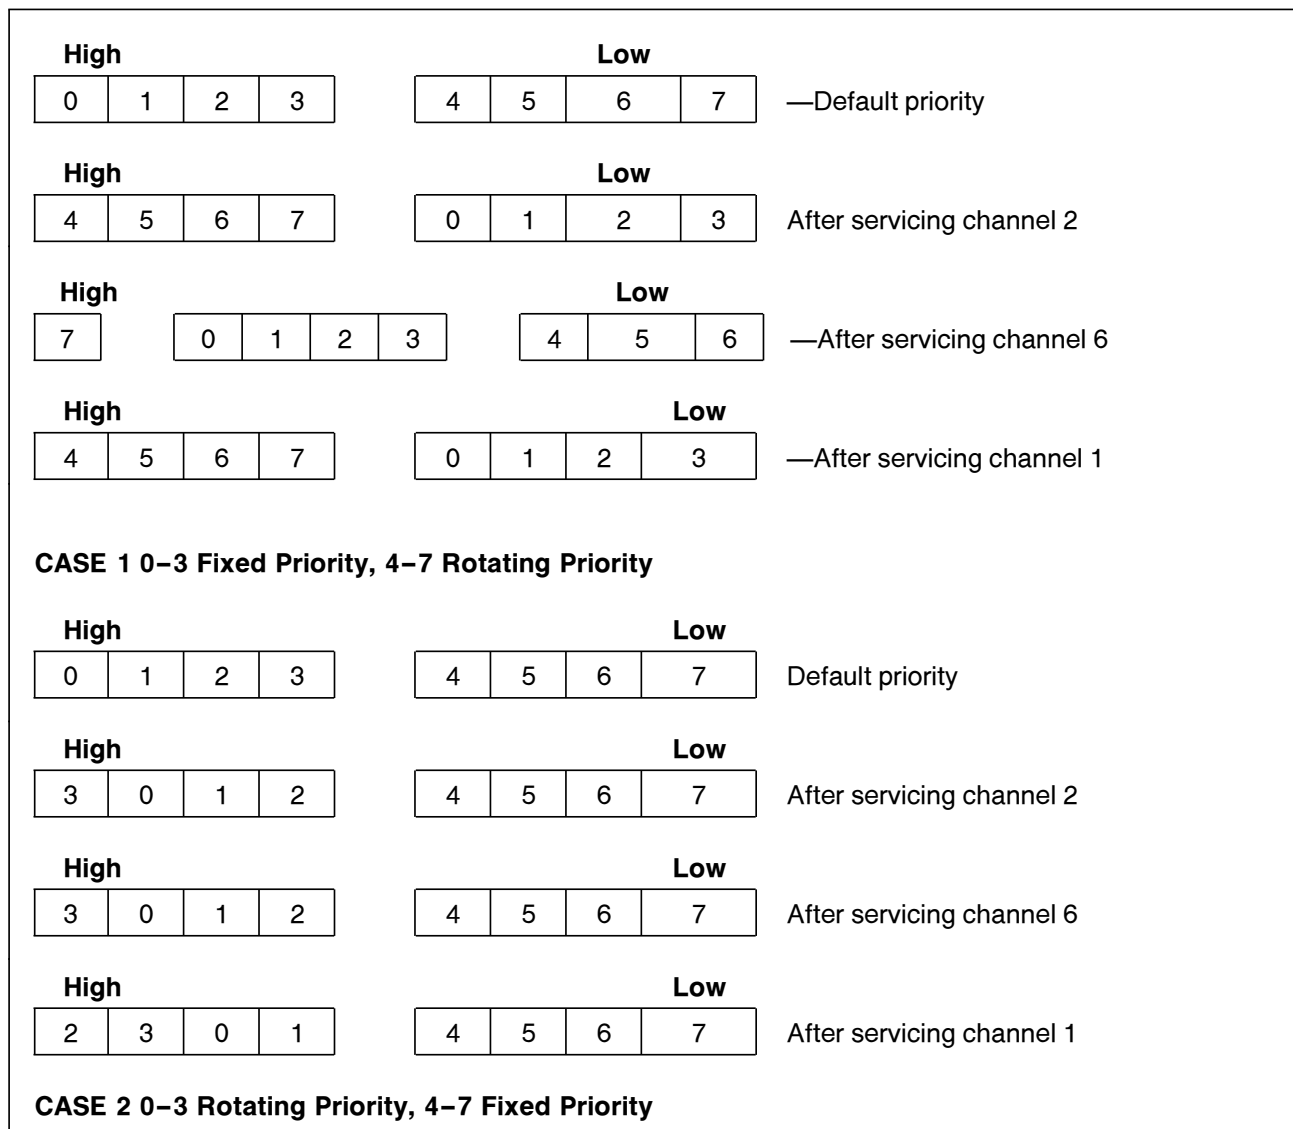 High Low
0 1 2 3 4 5 6 7 —Default priority
High Low
4 5 6 7 0 1 2 3 After servicing channel 2
High Low
7 0 1 2 3 4 5 6 —After servicing channel 6
High Low
4 5 6 7 0 1 2 3 —After servicing channel 1
CASE 1 0–3 Fixed Priority, 4–7 Rotating Priority
High Low
0 1 2 3 4 5 6 7 Default priority
High Low
3 0 1 2 4 5 6 7 After servicing channel 2
High Low
3 0 1 2 4 5 6 7 After servicing channel 6
High Low
2 3 0 1 4 5 6 7 After servicing channel 1
CASE 2 0–3 Rotating Priority, 4–7 Fixed Priority